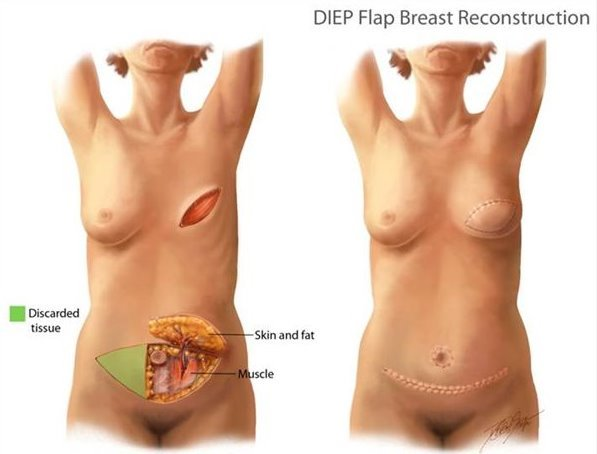 DIEP Flap Breast Reconstruction
Discarded
tissue
Skin and fat
Muscle